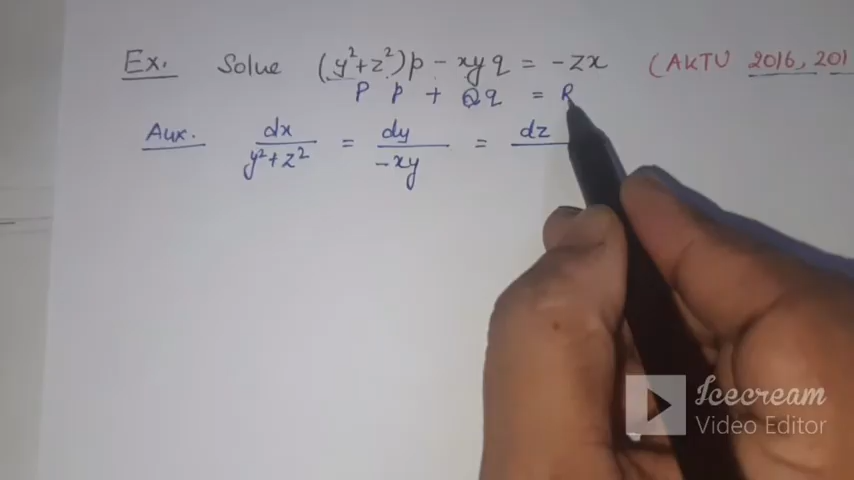 Ex. Solve (y²+z²)p - xyq = -zx (AKTU 2016, 201
P p + Qq = R
Aux. dx/y²+z² = dy/-xy = dz/
Icecream
Video Editor